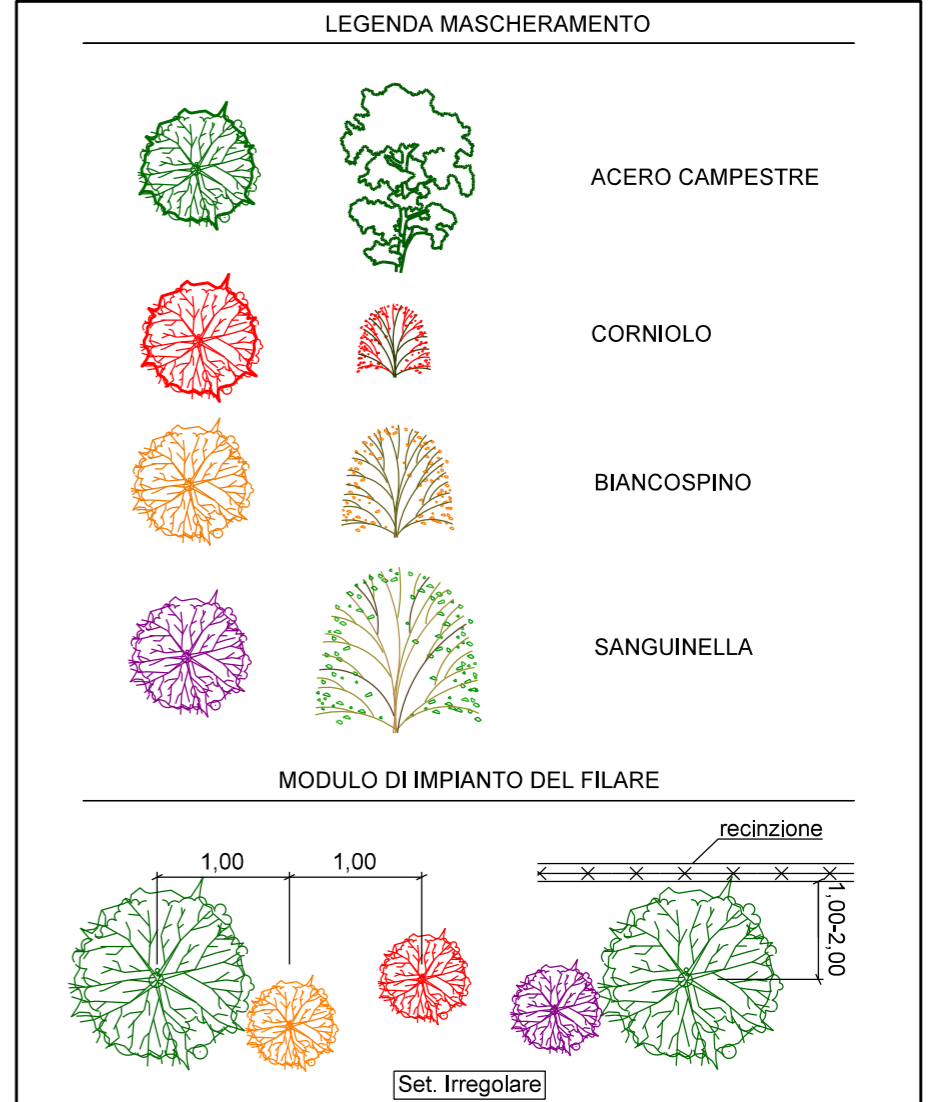 LEGENDA MASCHERAMENTO
ACERO CAMPESTRE
CORNIOLO
BIANCOSPINO
SANGUINELLA
MODULO DI IMPIANTO DEL FILARE
recinzione
1,00
1,00
1,00-2,00
Set. Irregolare